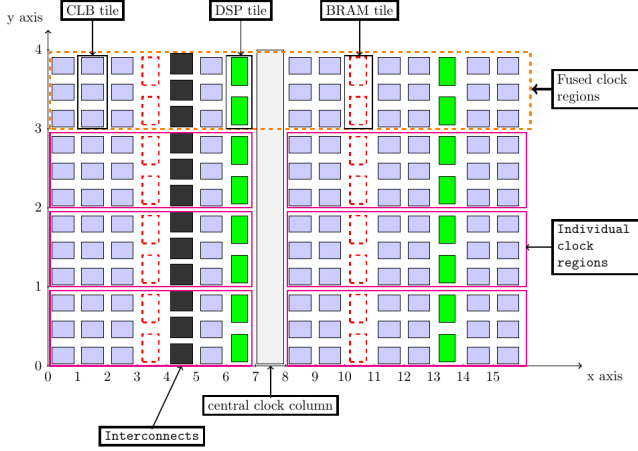 CLB tile
DSP tile
BRAM tile
y axis
4
3
2
1
0
Fused clock
regions
Individual
clock
regions
0 1 2 3 4 5 6 7 8 9 10 11 12 13 14 15
x axis
central clock column
Interconnects